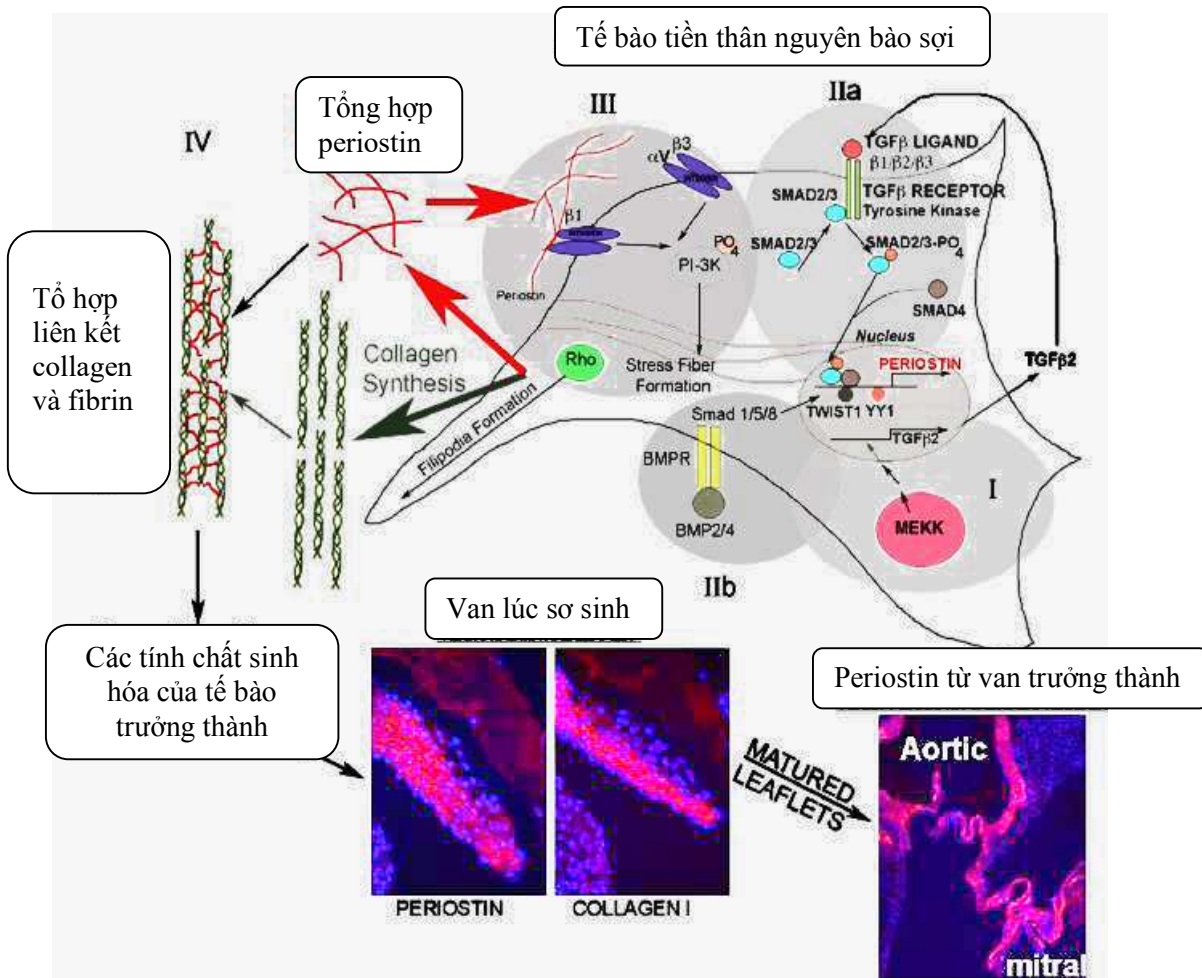 Tế bào tiền thân nguyên bào sợi
Tổng hợp
periostin
III
IIa
IV
αV
β3
TGFβ LIGAND
β1/β2/β3
TGFβ RECEPTOR
Tyrosine Kinase
SMAD2/3
β1
PO4
SMAD2/3
SMAD2/3-PO4
PI-3K
Periostin
SMAD4
Tổ hợp
liên kết
collagen
và fibrin
Nucleus
PERIOSTIN
TGFβ2
Collagen
Synthesis
Rho
Stress Fiber
Formation
TWIST1 YY1
Smad 1/5/8
TGFβ2
Filipodia Formation
BMPR
I
BMP2/4
MEKK
IIb
Van lúc sơ sinh
Các tính chất sinh
hóa của tế bào
trưởng thành
Periostin từ van trưởng thành
MATURED
LEAFLETS
Aortic
mitral
PERIOSTIN
COLLAGEN I